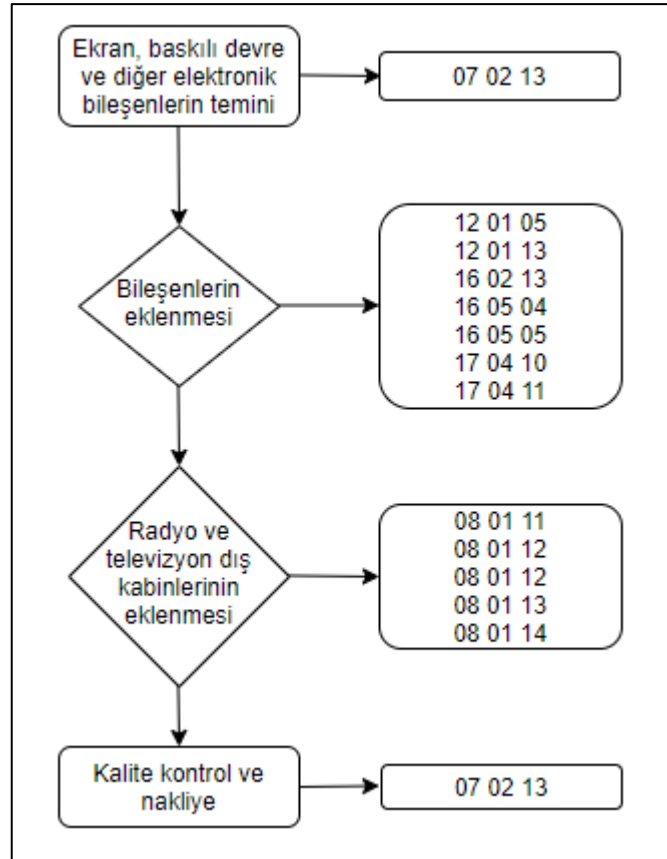 Ekran, baskılı devre
ve diğer elektronik
bileşenlerin temini
07 02 13
Bileşenlerin
eklenmesi
12 01 05
12 01 13
16 02 13
16 05 04
16 05 05
17 04 10
17 04 11
Radyo ve
televizyon dış
kabinlerinin
eklenmesi
08 01 11
08 01 12
08 01 12
08 01 13
08 01 14
Kalite kontrol ve
nakliye
07 02 13